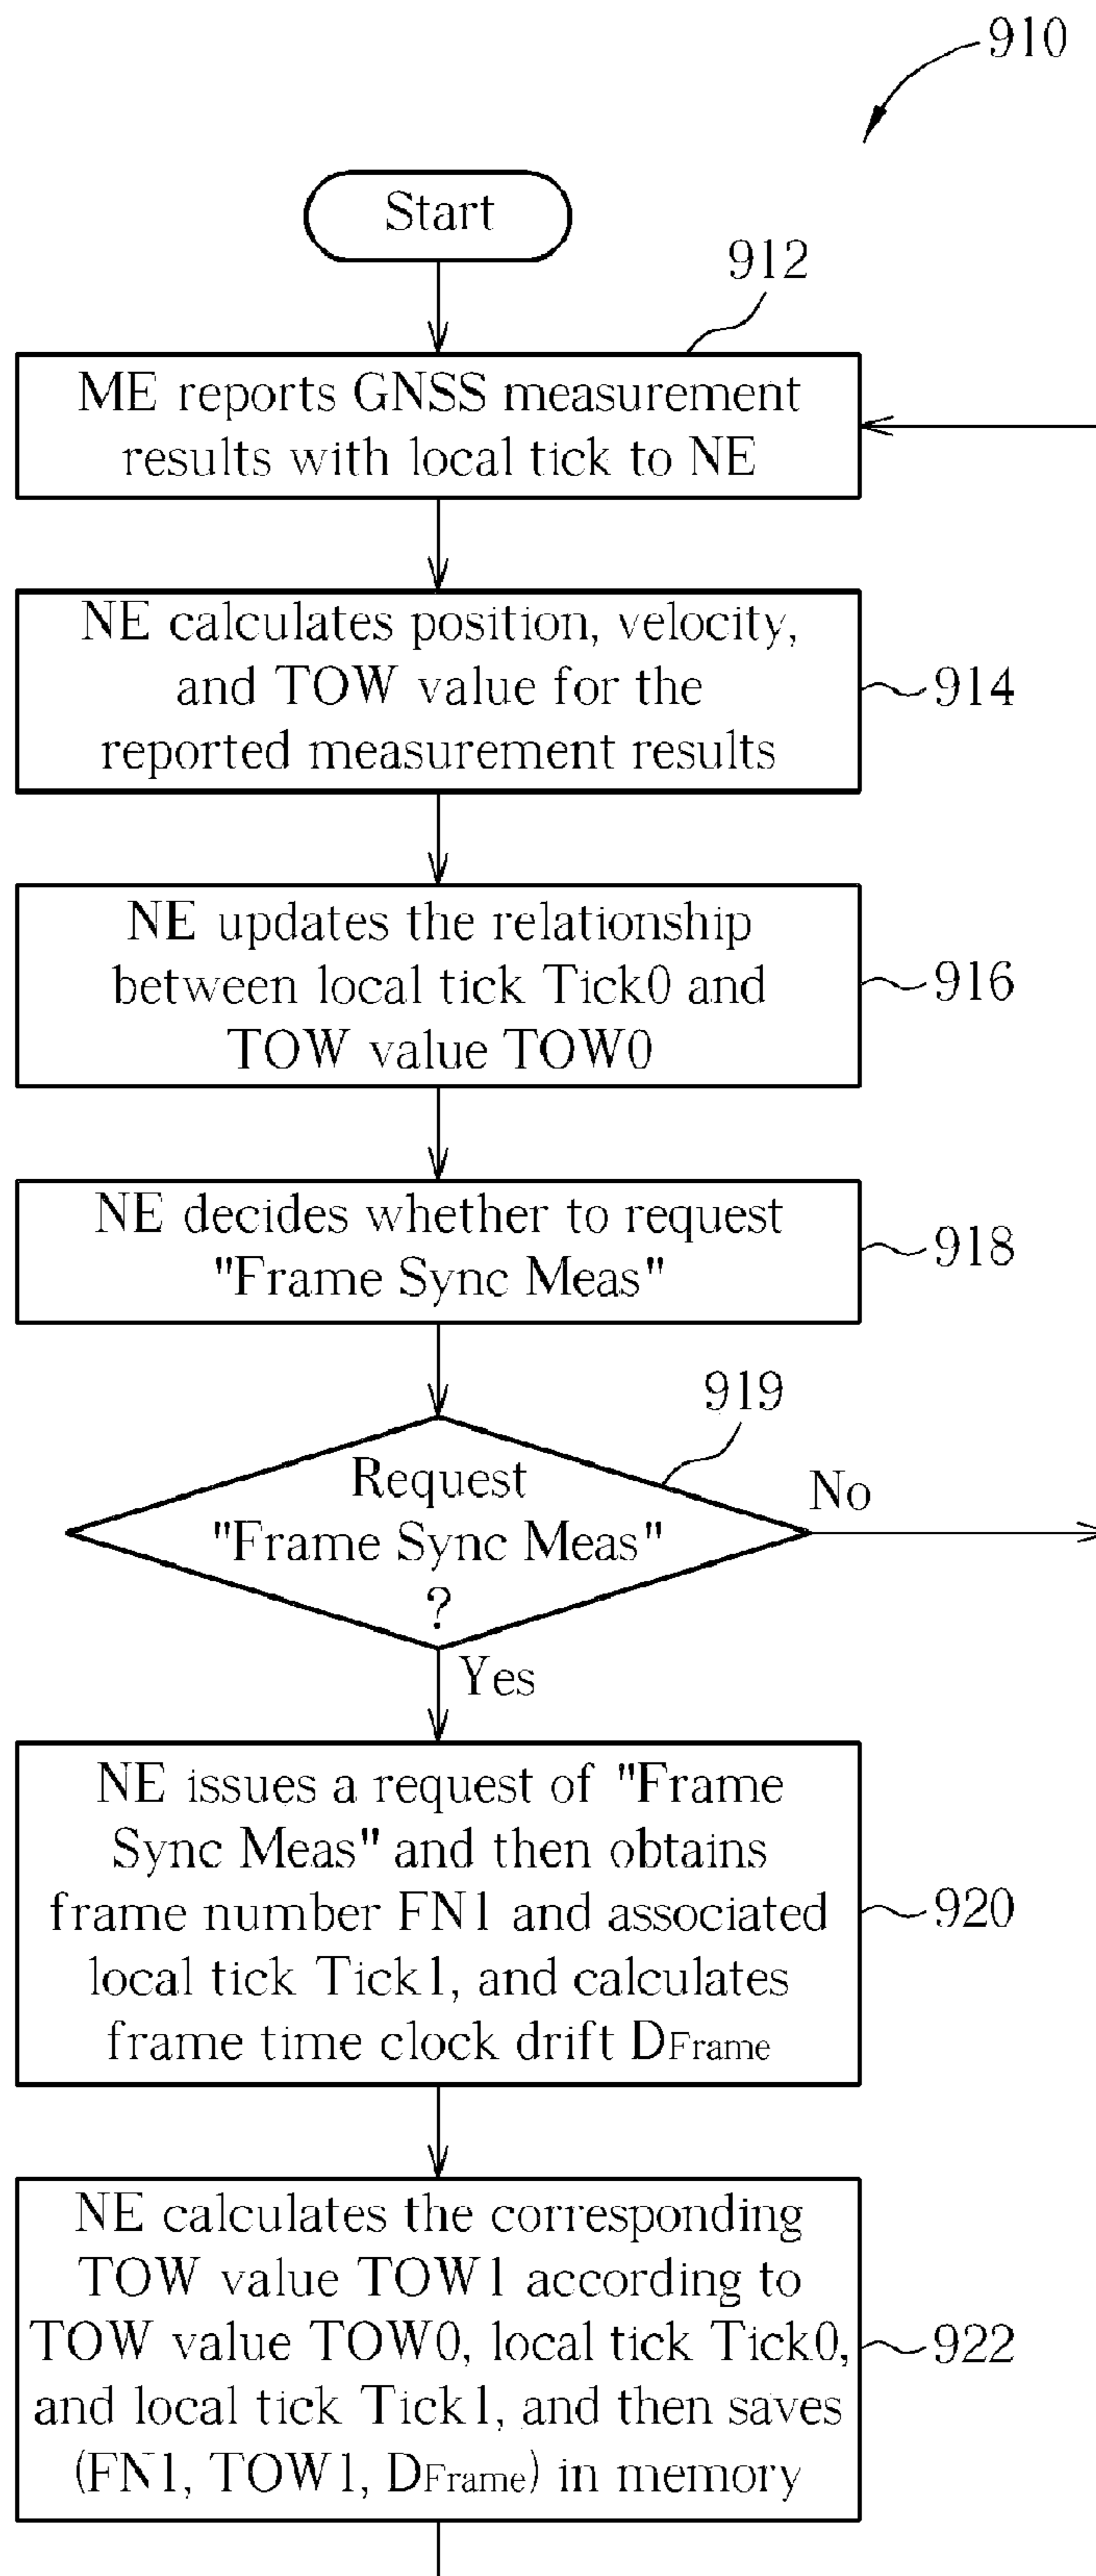 910
Start
912
ME reports GNSS measurement
results with local tick to NE
NE calculates position, velocity,
and TOW value for the
reported measurement results
914
NE updates the relationship
between local tick Tick0 and
TOW value TOW0
916
NE decides whether to request
"Frame Sync Meas"
918
919
Request
"Frame Sync Meas"
?
No
Yes
NE issues a request of "Frame
Sync Meas" and then obtains
frame number FN1 and associated
local tick Tick1, and calculates
frame time clock drift DFrame
920
NE calculates the corresponding
TOW value TOW1 according to
TOW value TOW0, local tick Tick0,
and local tick Tick1, and then saves
(FN1, TOW1, DFrame) in memory
922